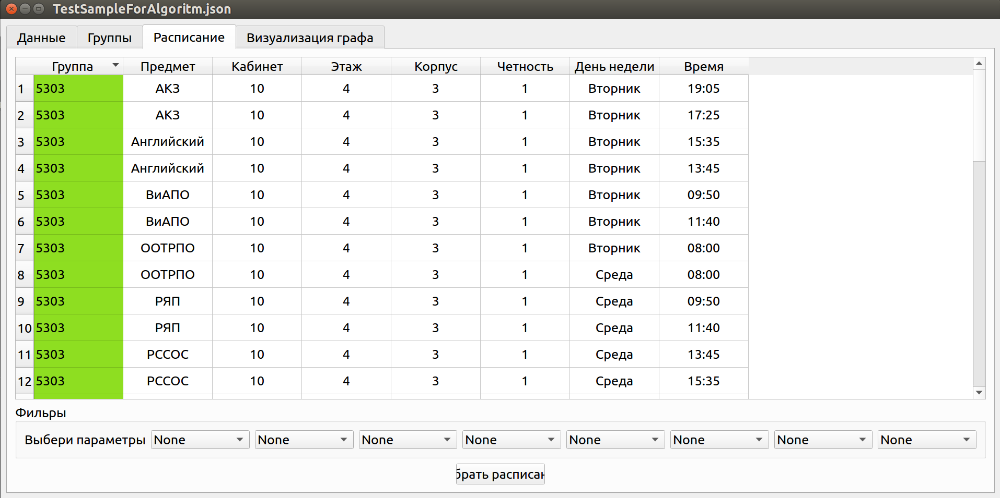 TestSampleForAlgoritm.json
Данные Группы Расписание Визуализация графа
Группа Предмет Кабинет Этаж Корпус Четность День недели Время
1 5303 АКЗ 10 4 3 1 Вторник 19:05
2 5303 АКЗ 10 4 3 1 Вторник 17:25
3 5303 Английский 10 4 3 1 Вторник 15:35
4 5303 Английский 10 4 3 1 Вторник 13:45
5 5303 ВиАПО 10 4 3 1 Вторник 09:50
6 5303 ВиАПО 10 4 3 1 Вторник 11:40
7 5303 ООТРПО 10 4 3 1 Вторник 08:00
8 5303 ООТРПО 10 4 3 1 Среда 08:00
9 5303 РЯП 10 4 3 1 Среда 09:50
10 5303 РЯП 10 4 3 1 Среда 11:40
11 5303 РССОС 10 4 3 1 Среда 13:45
12 5303 РССОС 10 4 3 1 Среда 15:35
Фильры
Выбери параметры None None None None None None None None
брать расписан